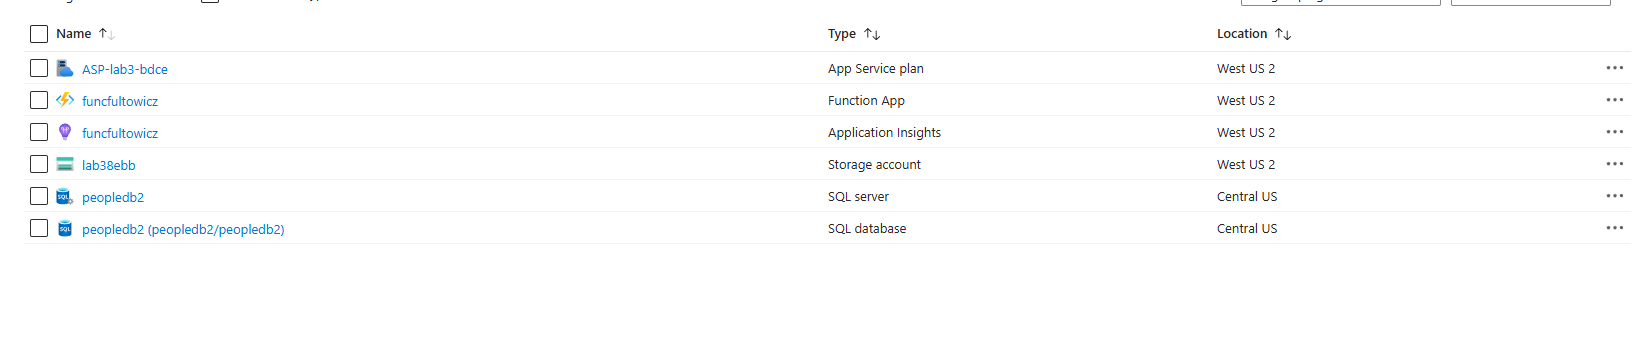 Name Type Location
ASP-lab3-bdce App Service plan West US 2
funcfultowicz Function App West US 2
funcfultowicz Application Insights West US 2
lab38ebb Storage account West US 2
peopledb2 SQL server Central US
peopledb2 (peopledb2/peopledb2) SQL database Central US